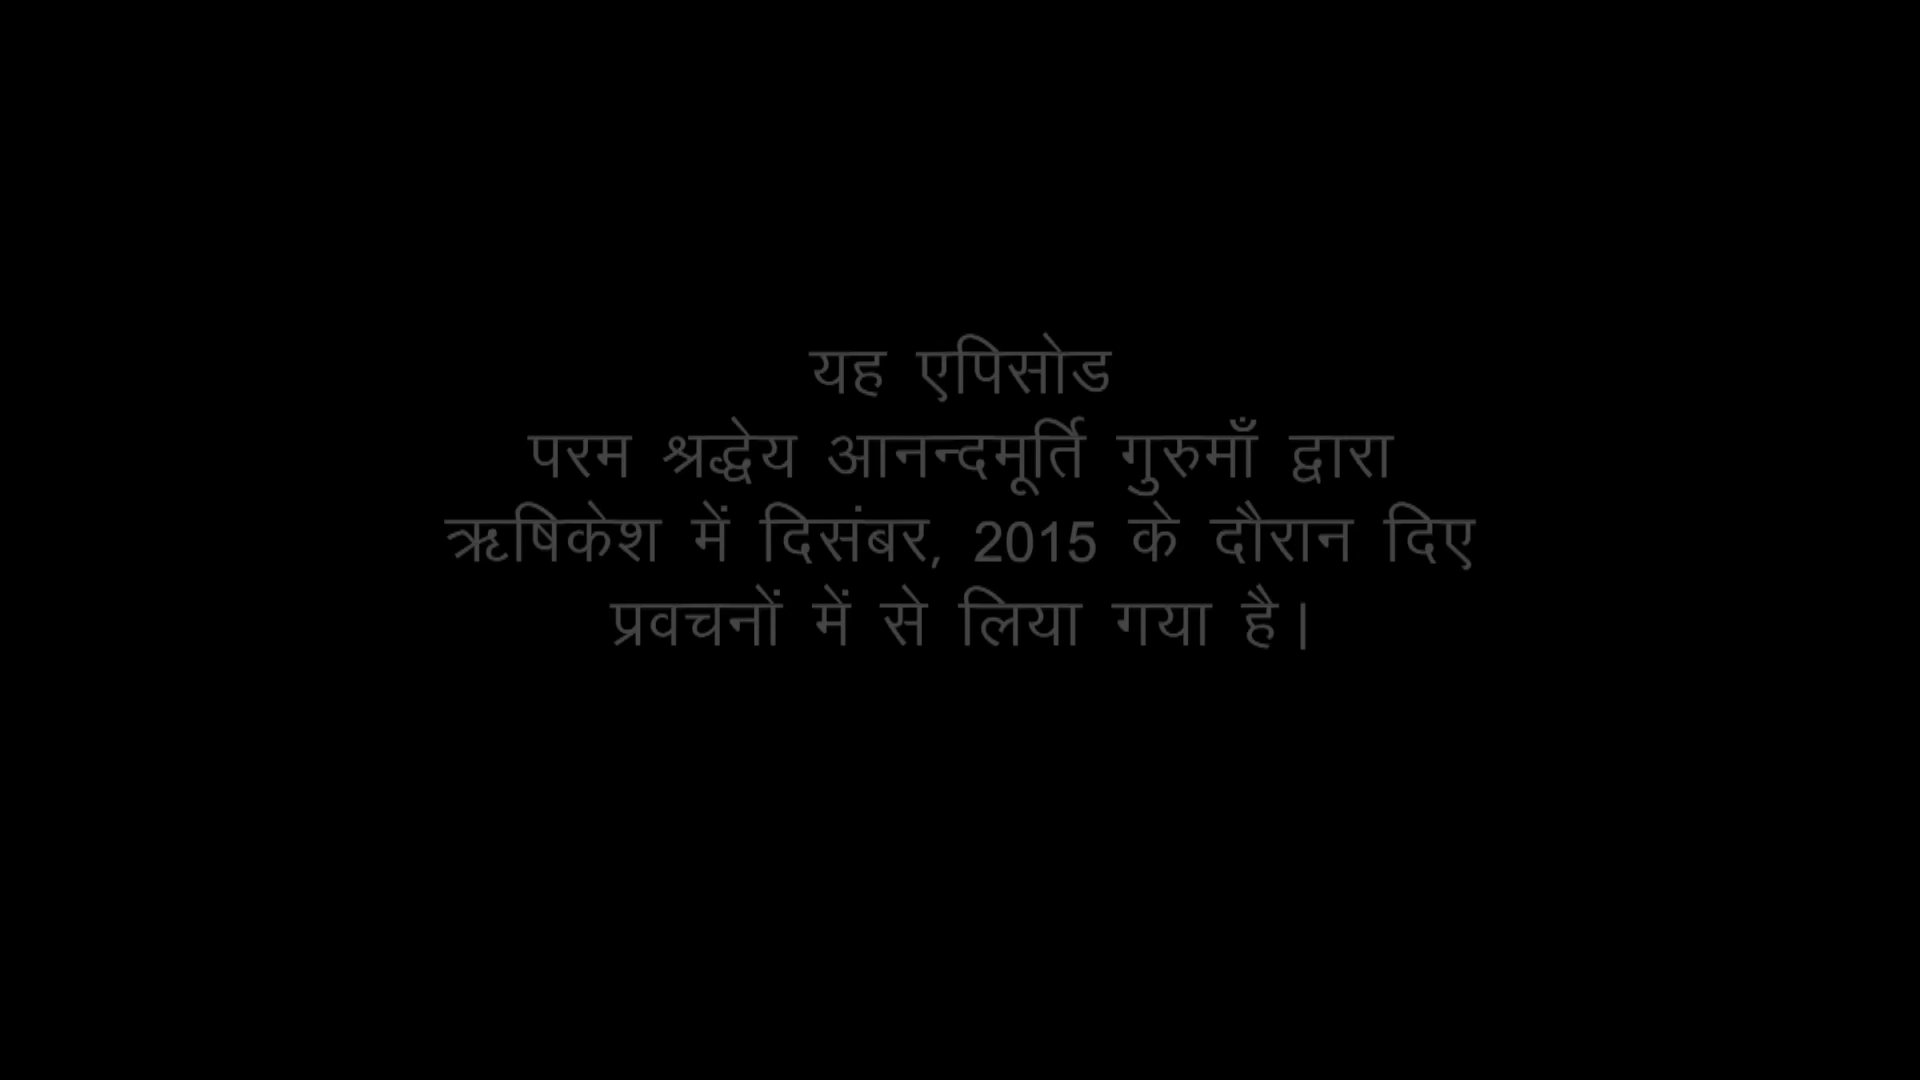 यह एपिसोड
परम श्रद्धेय आनन्दमूर्ति गुरुमाँ द्वारा
ऋषिकेश में दिसंबर, 2015 के दौरान दिए
प्रवचनों में से लिया गया है।